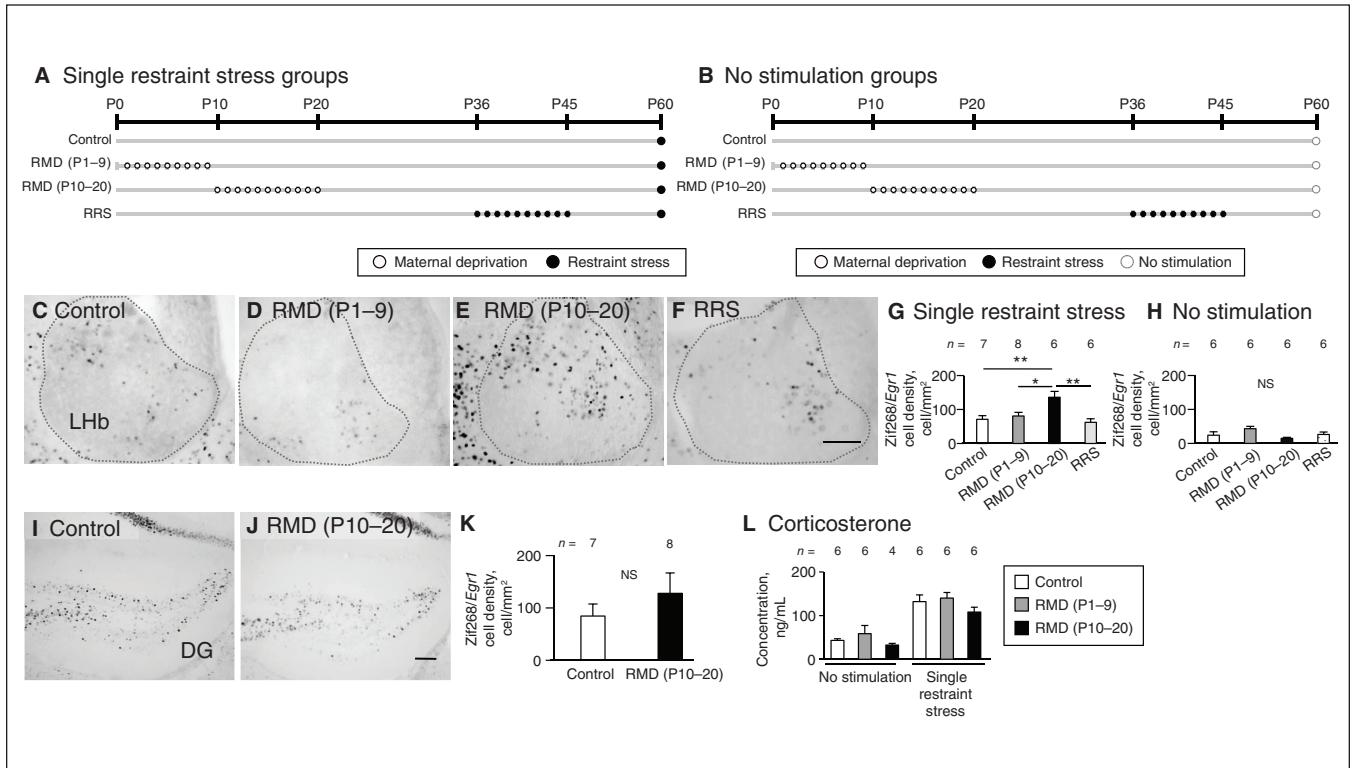 A Single restraint stress groups
P0 P10 P20 P36 P45 P60
Control
RMD (P1–9)
RMD (P10–20)
RRS
Maternal deprivation Restraint stress
B No stimulation groups
P0 P10 P20 P36 P45 P60
Control
RMD (P1–9)
RMD (P10–20)
RRS
Maternal deprivation Restraint stress No stimulation
C Control
LHb
D RMD (P1–9)
E RMD (P10–20)
F RRS
G Single restraint stress
n = 7 8 6 6
**
* **
Zif268/Egr1
cell density,
cell/mm²
200
100
0
Control
RMD (P1–9)
RMD (P10–20)
RRS
H No stimulation
n = 6 6 6 6
NS
Zif268/Egr1
cell density,
cell/mm²
200
100
0
Control
RMD (P1–9)
RMD (P10–20)
RRS
I Control
DG
J RMD (P10–20)
K
n = 7 8
NS
Zif268/Egr1
cell density,
cell/mm²
200
100
0
Control RMD (P10–20)
L Corticosterone
n = 6 6 4 6 6 6
Concentration,
ng/mL
200
100
0
No stimulation
Single
restraint
stress
Control
RMD (P1–9)
RMD (P10–20)